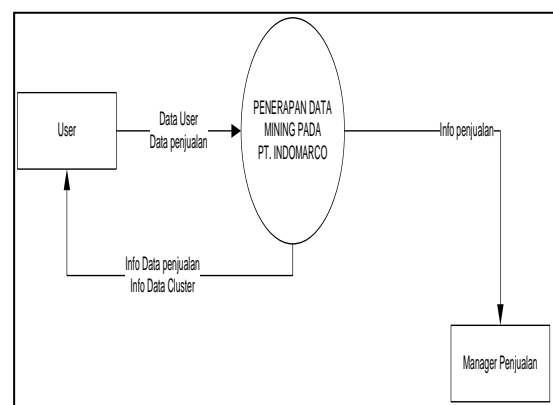 User
Data User
Data penjualan
PENERAPAN DATA
MINING PADA
PT. INDOMARCO
Info penjualan
Info Data penjualan
Info Data Cluster
Manager Penjualan